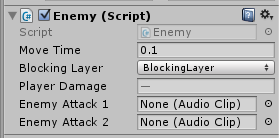 Enemy (Script)
Script Enemy
Move Time 0.1
Blocking Layer BlockingLayer
Player Damage —
Enemy Attack 1 None (Audio Clip)
Enemy Attack 2 None (Audio Clip)